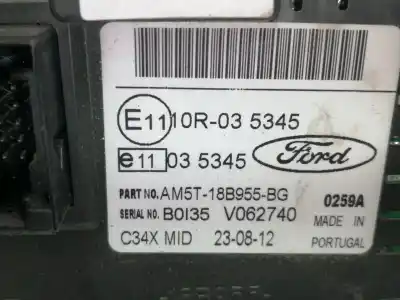 E11 10R-03 5345
e11 03 5345 Ford
PART NO. AM5T-18B955-BG 0259A
SERIAL NO. BOI35 V062740 MADE IN
C34X MID 23-08-12 PORTUGAL